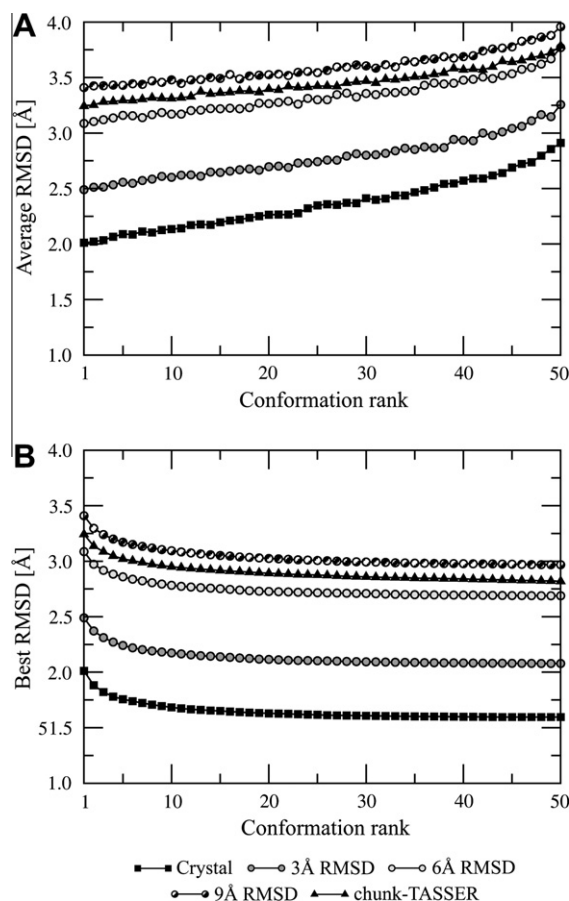 A
4.0
3.5
3.0
2.5
2.0
1.5
1.0
Average RMSD [Å]
1 10 20 30 40 50
Conformation rank
B
4.0
3.5
3.0
2.5
2.0
51.5
1.0
Best RMSD [Å]
1 10 20 30 40 50
Conformation rank
Crystal 3Å RMSD 6Å RMSD
9Å RMSD chunk-TASSER